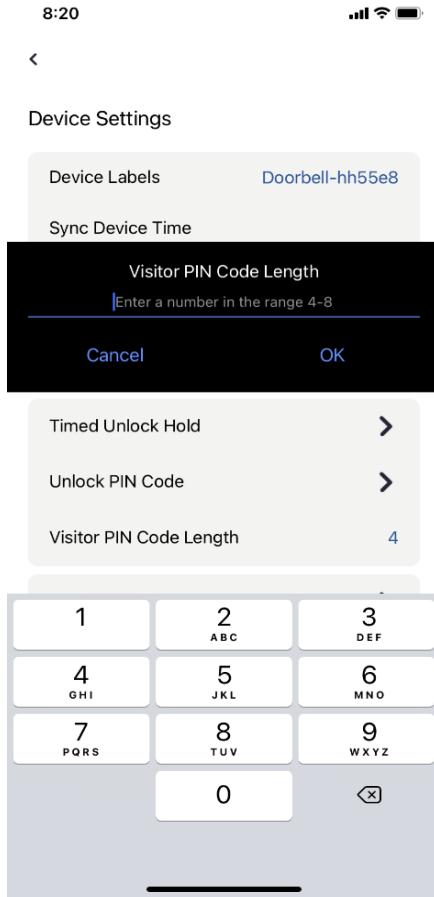 8:20
Device Settings
Device Labels Doorbell-hh55e8
Sync Device Time
Visitor PIN Code Length
Enter a number in the range 4-8
Cancel OK
Timed Unlock Hold
Unlock PIN Code
Visitor PIN Code Length 4
1 2 3
ABC DEF
4 5 6
GHI JKL MNO
7 8 9
PQRS TUV WXYZ
0